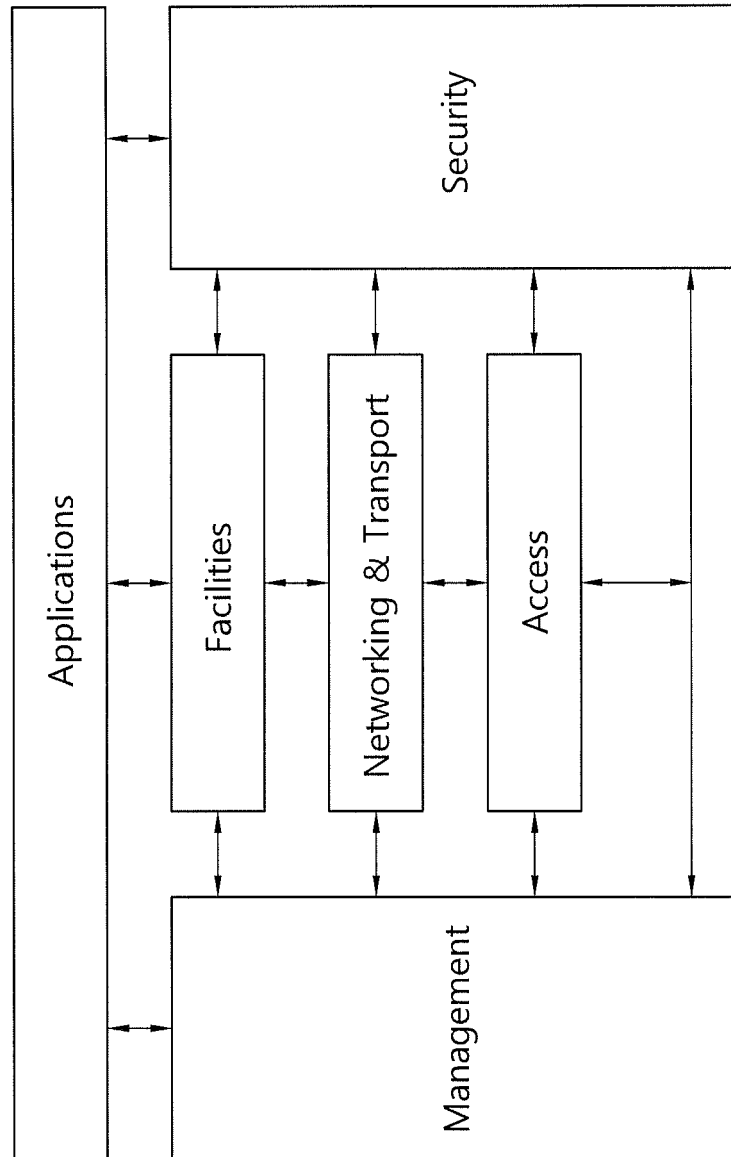 Applications
Facilities
Networking & Transport
Access
Management
Security